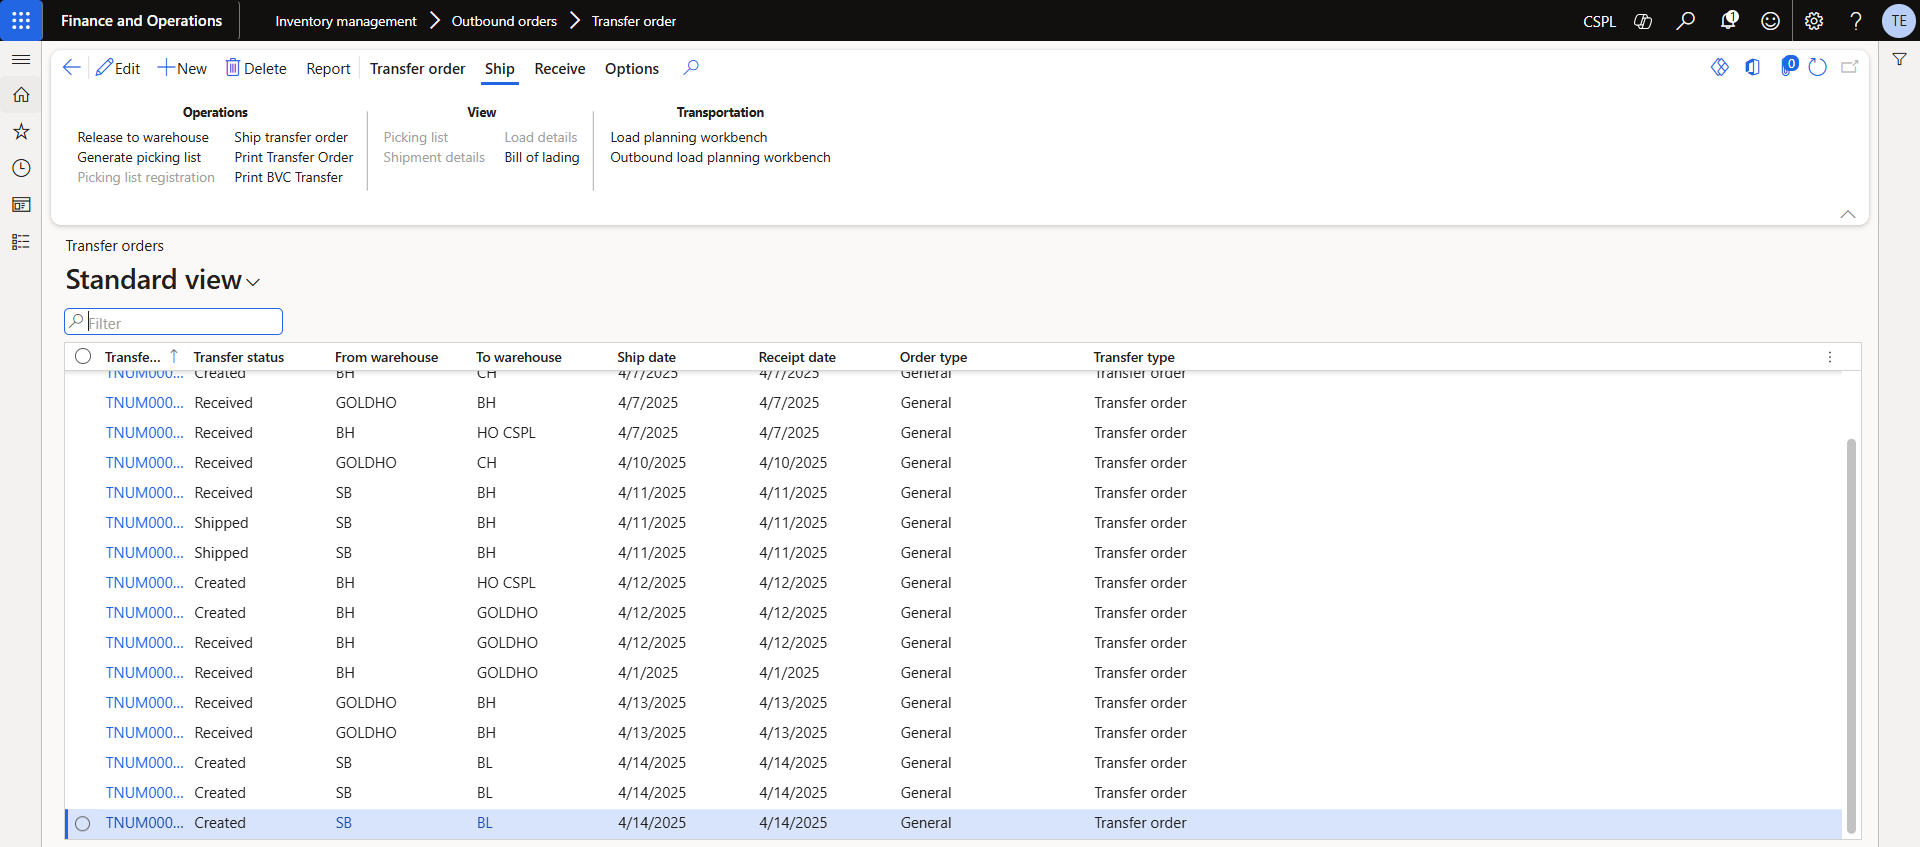 Finance and Operations Inventory management Outbound orders Transfer order CSPL 1 TE
Edit New Delete Report Transfer order Ship Receive Options 0
Operations View Transportation
Release to warehouse Ship transfer order Picking list Load details Load planning workbench
Generate picking list Print Transfer Order Shipment details Bill of lading Outbound load planning workbench
Picking list registration Print BVC Transfer
Transfer orders
Standard view
Filter
Transfe... Transfer status From warehouse To warehouse Ship date Receipt date Order type Transfer type
TNUM000... Created BH CH 4/7/2025 4/7/2025 General Transfer order
TNUM000... Received GOLDHO BH 4/7/2025 4/7/2025 General Transfer order
TNUM000... Received BH HO CSPL 4/7/2025 4/7/2025 General Transfer order
TNUM000... Received GOLDHO CH 4/10/2025 4/10/2025 General Transfer order
TNUM000... Received SB BH 4/11/2025 4/11/2025 General Transfer order
TNUM000... Shipped SB BH 4/11/2025 4/11/2025 General Transfer order
TNUM000... Shipped SB BH 4/11/2025 4/11/2025 General Transfer order
TNUM000... Created BH HO CSPL 4/12/2025 4/12/2025 General Transfer order
TNUM000... Created BH GOLDHO 4/12/2025 4/12/2025 General Transfer order
TNUM000... Received BH GOLDHO 4/12/2025 4/12/2025 General Transfer order
TNUM000... Received BH GOLDHO 4/1/2025 4/1/2025 General Transfer order
TNUM000... Received GOLDHO BH 4/13/2025 4/13/2025 General Transfer order
TNUM000... Received GOLDHO BH 4/13/2025 4/13/2025 General Transfer order
TNUM000... Created SB BL 4/14/2025 4/14/2025 General Transfer order
TNUM000... Created SB BL 4/14/2025 4/14/2025 General Transfer order
TNUM000... Created SB BL 4/14/2025 4/14/2025 General Transfer order